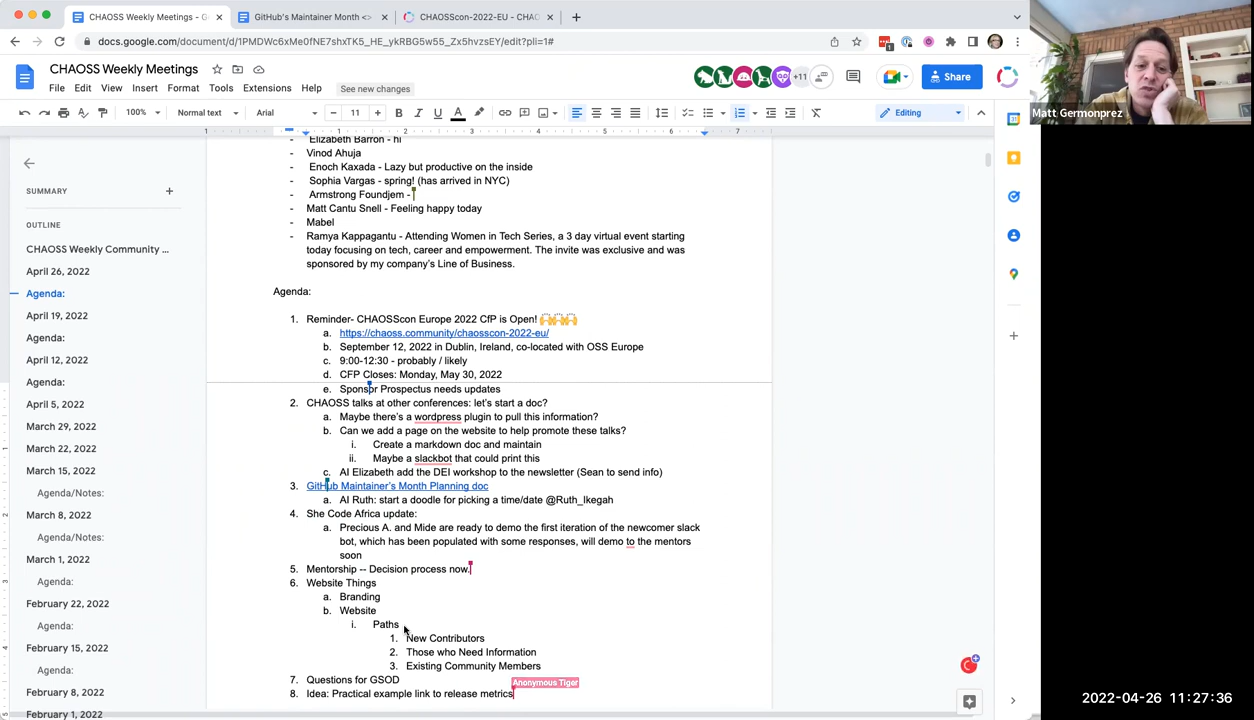 CHAOSS Weekly Meetings - G
GitHub's Maintainer Month <>
CHAOSScon-2022-EU - CHAO
docs.google.com/document/d/1PMDWc6xMe0fNE7shxTK5_HE_ykRBG5w55_Zx5hvzsEY/edit?pli=1#
CHAOSS Weekly Meetings
File Edit View Insert Format Tools Extensions Help
See new changes
+11
Share
100%
Normal text
Arial
11
Editing
Matt Germonprez
SUMMARY
OUTLINE
CHAOSS Weekly Community ...
April 26, 2022
Agenda:
April 19, 2022
Agenda:
April 12, 2022
Agenda:
April 5, 2022
March 29, 2022
March 22, 2022
March 15, 2022
Agenda/Notes:
March 8, 2022
Agenda/Notes:
March 1, 2022
Agenda:
February 22, 2022
Agenda:
February 15, 2022
Agenda:
February 8, 2022
February 1, 2022
- Elizabeth Barron - hi
- Vinod Ahuja
- Enoch Kaxada - Lazy but productive on the inside
- Sophia Vargas - spring! (has arrived in NYC)
- Armstrong Foundjem -
- Matt Cantu Snell - Feeling happy today
- Mabel
- Ramya Kappagantu - Attending Women in Tech Series, a 3 day virtual event starting
today focusing on tech, career and empowerment. The invite was exclusive and was
sponsored by my company's Line of Business.
Agenda:
1. Reminder- CHAOSScon Europe 2022 CfP is Open! 🙌🙌🙌
a. https://chaoss.community/chaosscon-2022-eu/
b. September 12, 2022 in Dublin, Ireland, co-located with OSS Europe
c. 9:00-12:30 - probably / likely
d. CFP Closes: Monday, May 30, 2022
e. Sponsor Prospectus needs updates
2. CHAOSS talks at other conferences: let's start a doc?
a. Maybe there's a wordpress plugin to pull this information?
b. Can we add a page on the website to help promote these talks?
i. Create a markdown doc and maintain
ii. Maybe a slackbot that could print this
c. AI Elizabeth add the DEI workshop to the newsletter (Sean to send info)
3. GitHub Maintainer's Month Planning doc
a. AI Ruth: start a doodle for picking a time/date @Ruth_Ikegah
4. She Code Africa update:
a. Precious A. and Mide are ready to demo the first iteration of the newcomer slack
bot, which has been populated with some responses, will demo to the mentors
soon
5. Mentorship -- Decision process now.
6. Website Things
a. Branding
b. Website
i. Paths
1. New Contributors
2. Those who Need Information
3. Existing Community Members
7. Questions for GSOD
Anonymous Tiger
8. Idea: Practical example link to release metrics
2022-04-26 11:27:36